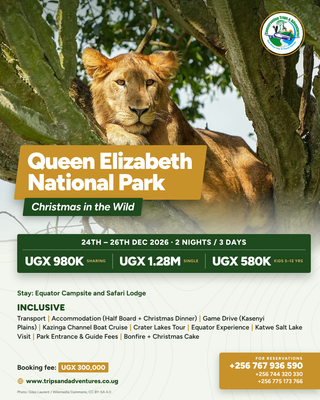 Queen Elizabeth
National Park
Christmas in the Wild
24TH – 26TH DEC 2026 · 2 NIGHTS / 3 DAYS
UGX 980K SHARING | UGX 1.28M SINGLE | UGX 580K KIDS 5–12 YRS
Stay: Equator Campsite and Safari Lodge
INCLUSIVE
Transport | Accommodation (Half Board + Christmas Dinner) | Game Drive (Kasenyi
Plains) | Kazinga Channel Boat Cruise | Crater Lakes Tour | Equator Experience | Katwe Salt Lake
Visit | Park Entrance & Guide Fees | Bonfire + Christmas Cake
Booking fee: UGX 300,000
www.tripsandadventures.co.ug
FOR RESERVATIONS
+256 767 936 590
+256 744 320 330
+256 775 173 766